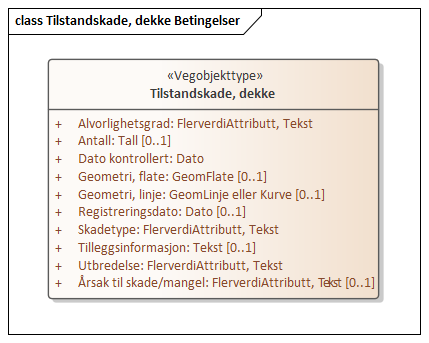 class Tilstandskade, dekke Betingelser
«Vegobjekttype»
Tilstandskade, dekke
+ Alvorlighetsgrad: FlerverdiAttributt, Tekst
+ Antall: Tall [0..1]
+ Dato kontrollert: Dato
+ Geometri, flate: GeomFlate [0..1]
+ Geometri, linje: GeomLinje eller Kurve [0..1]
+ Registreringsdato: Dato [0..1]
+ Skadetype: FlerverdiAttributt, Tekst
+ Tilleggsinformasjon: Tekst [0..1]
+ Utbredelse: FlerverdiAttributt, Tekst
+ Årsak til skade/mangel: FlerverdiAttributt, Tekst [0..1]